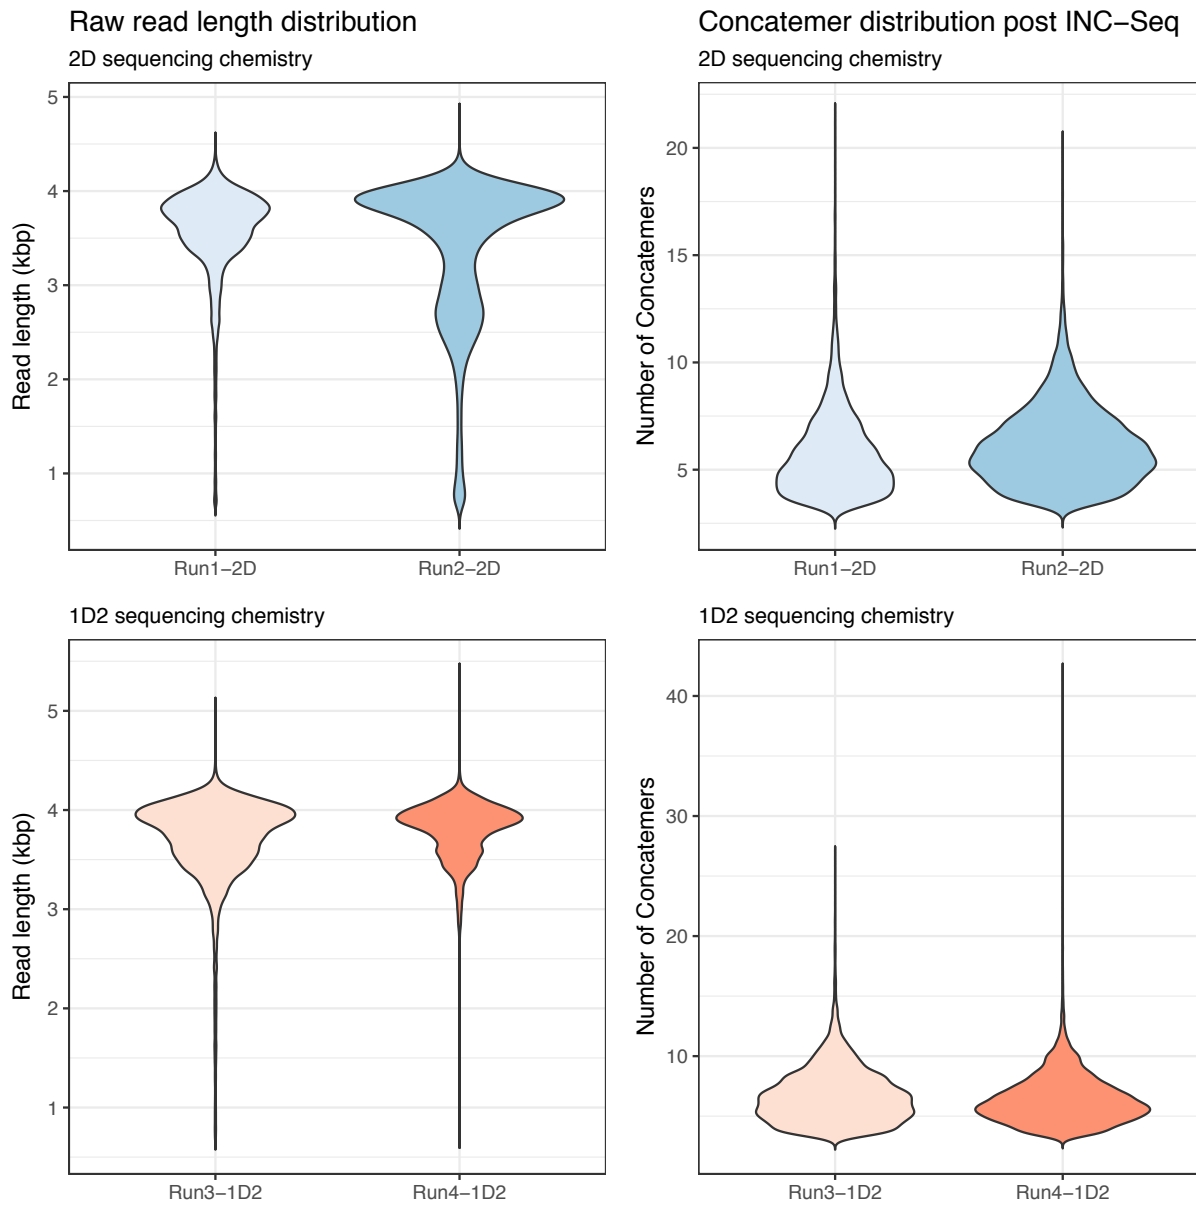 Raw read length distribution
2D sequencing chemistry
Read length (kbp)
5
4
3
2
1
Run1−2D
Run2−2D
Concatemer distribution post INC−Seq
2D sequencing chemistry
Number of Concatemers
20
15
10
5
Run1−2D
Run2−2D
1D2 sequencing chemistry
Read length (kbp)
5
4
3
2
1
Run3−1D2
Run4−1D2
1D2 sequencing chemistry
Number of Concatemers
40
30
20
10
Run3−1D2
Run4−1D2